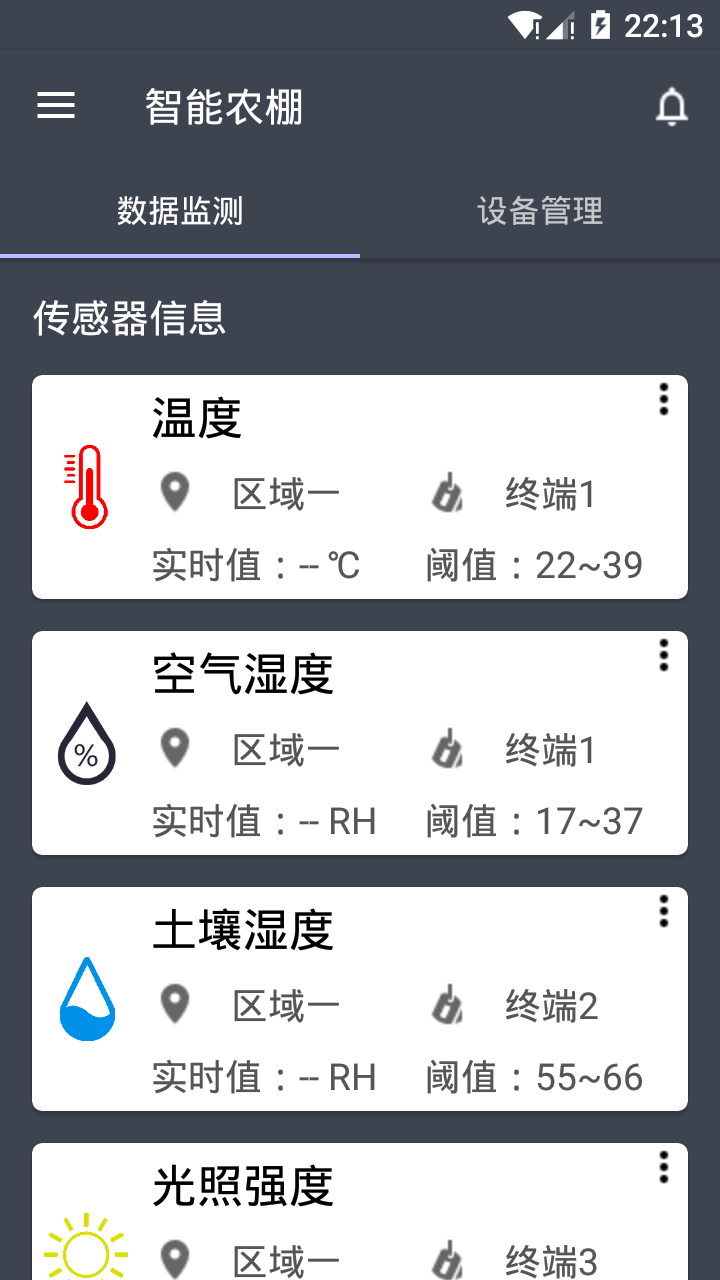 22:13
智能农棚
数据监测 设备管理
传感器信息
温度
区域一 终端1
实时值：-- ℃ 阈值：22~39
空气湿度
%
区域一 终端1
实时值：-- RH 阈值：17~37
土壤湿度
区域一 终端2
实时值：-- RH 阈值：55~66
光照强度
区域一 终端3